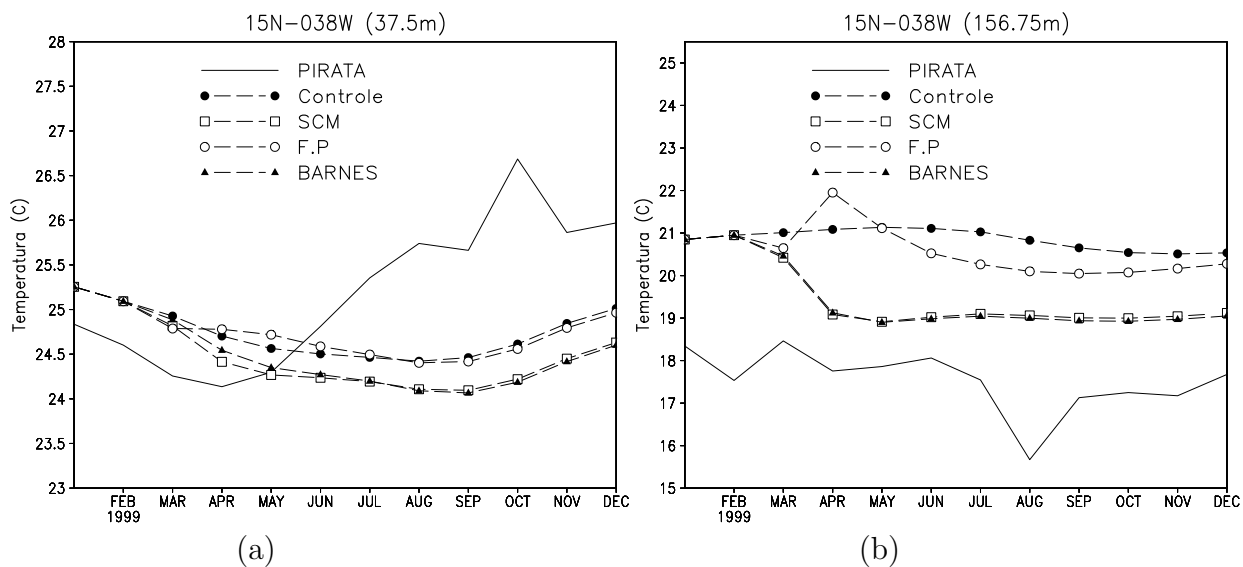 15N-038W (37.5m)
28
27.5
27
26.5
26
25.5
25
24.5
24
23.5
23
Temperatura (C)
PIRATA
Controle
SCM
F.P
BARNES
FEB MAR APR MAY JUN JUL AUG SEP OCT NOV DEC
1999
(a)
15N-038W (156.75m)
25
24
23
22
21
20
19
18
17
16
15
Temperatura (C)
PIRATA
Controle
SCM
F.P
BARNES
FEB MAR APR MAY JUN JUL AUG SEP OCT NOV DEC
1999
(b)